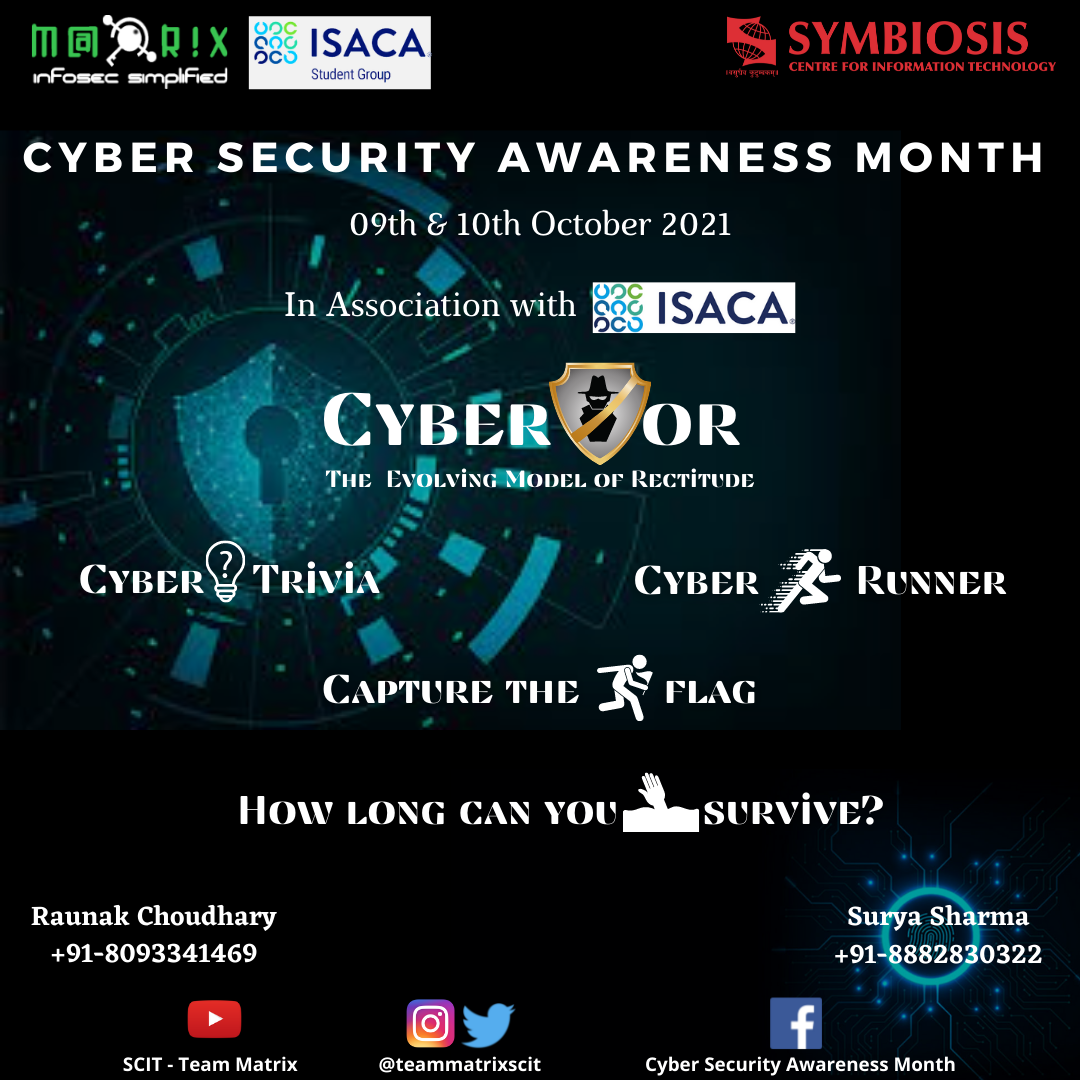 M@TR!X
infosec simplified
ISACA
Student Group
SYMBIOSIS
CENTRE FOR INFORMATION TECHNOLOGY
॥वसुधैव कुटुम्बकम्॥
CYBER SECURITY AWARENESS MONTH
09th & 10th October 2021
In Association with ISACA®
CYBER OR
THE EVOLVING MODEL OF RECTITUDE
CYBER ? TRIVIA
CYBER RUNNER
CAPTURE THE FLAG
HOW LONG CAN YOU SURVIVE?
Raunak Choudhary
+91-8093341469
Surya Sharma
+91-8882830322
SCIT - Team Matrix
@teammatrixscit
Cyber Security Awareness Month